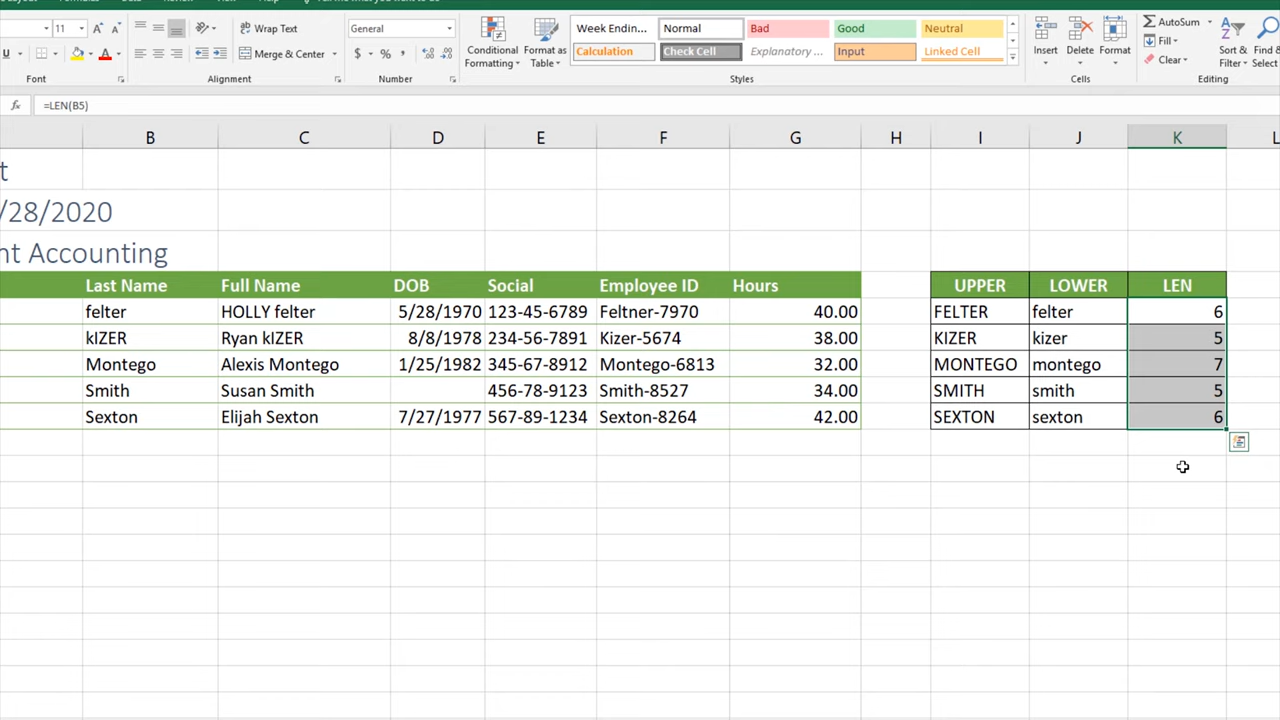 Wrap Text
General
Week Endin...
Normal
Bad
Good
Neutral
AutoSum
11
A
A
Merge & Center
$
%
Conditional Formatting
Format as Table
Calculation
Check Cell
Explanatory ...
Input
Linked Cell
Insert
Delete
Format
Fill
Clear
Sort & Filter
Find &
Select
U
A
Font
Alignment
Number
Styles
Cells
Editing
fx
=LEN(B5)
B
C
D
E
F
G
H
I
J
K
L
t
/28/2020
nt Accounting
Last Name
Full Name
DOB
Social
Employee ID
Hours
UPPER
LOWER
LEN
felter
HOLLY felter
5/28/1970
123-45-6789
Feltner-7970
40.00
FELTER
felter
6
kIZER
Ryan kIZER
8/8/1978
234-56-7891
Kizer-5674
38.00
KIZER
kizer
5
Montego
Alexis Montego
1/25/1982
345-67-8912
Montego-6813
32.00
MONTEGO
montego
7
Smith
Susan Smith
456-78-9123
Smith-8527
34.00
SMITH
smith
5
Sexton
Elijah Sexton
7/27/1977
567-89-1234
Sexton-8264
42.00
SEXTON
sexton
6